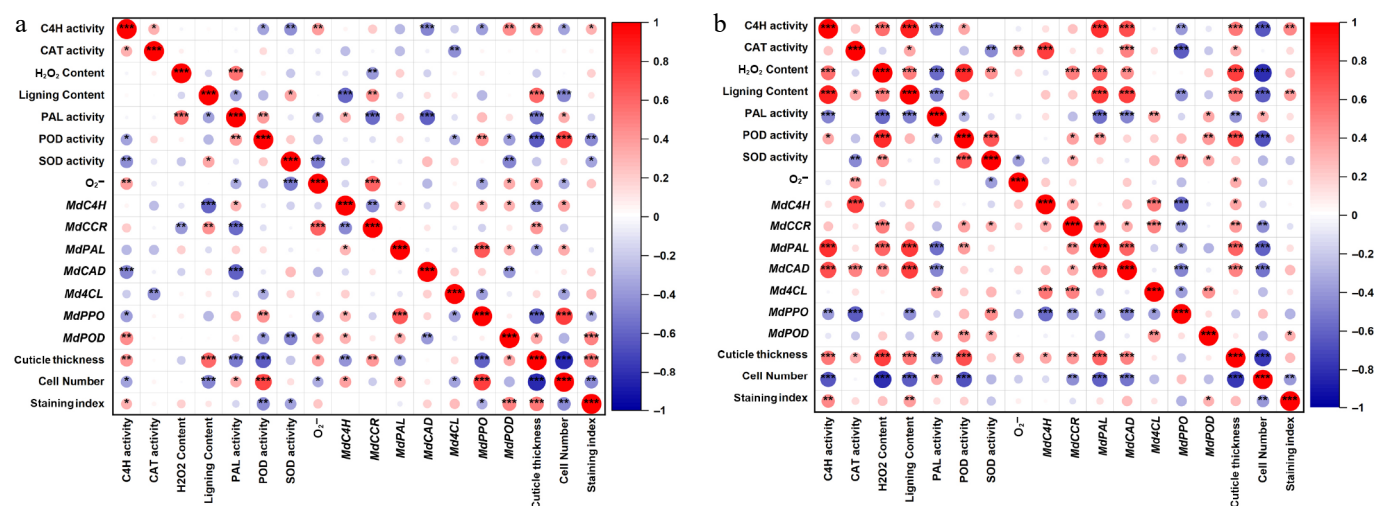 a
C4H activity
CAT activity
H₂O₂ Content
Ligning Content
PAL activity
POD activity
SOD activity
O₂⁻
MdC4H
MdCCR
MdPAL
MdCAD
Md4CL
MdPPO
MdPOD
Cuticle thickness
Cell Number
Staining index
C4H activity
CAT activity
H2O2 Content
Ligning Content
PAL activity
POD activity
SOD activity
O₂⁻
MdC4H
MdCCR
MdPAL
MdCAD
Md4CL
MdPPO
MdPOD
Cuticle thickness
Cell Number
Staining index
1
0.8
0.6
0.4
0.2
0
−0.2
−0.4
−0.6
−0.8
−1
b
C4H activity
CAT activity
H₂O₂ Content
Ligning Content
PAL activity
POD activity
SOD activity
O₂⁻
MdC4H
MdCCR
MdPAL
MdCAD
Md4CL
MdPPO
MdPOD
Cuticle thickness
Cell Number
Staining index
C4H activity
CAT activity
H₂O₂ Content
Ligning Content
PAL activity
POD activity
SOD activity
O₂⁻
MdC4H
MdCCR
MdPAL
MdCAD
Md4CL
MdPPO
MdPOD
Cuticle thickness
Cell Number
Staining index
1
0.8
0.6
0.4
0.2
0
−0.2
−0.4
−0.6
−0.8
−1